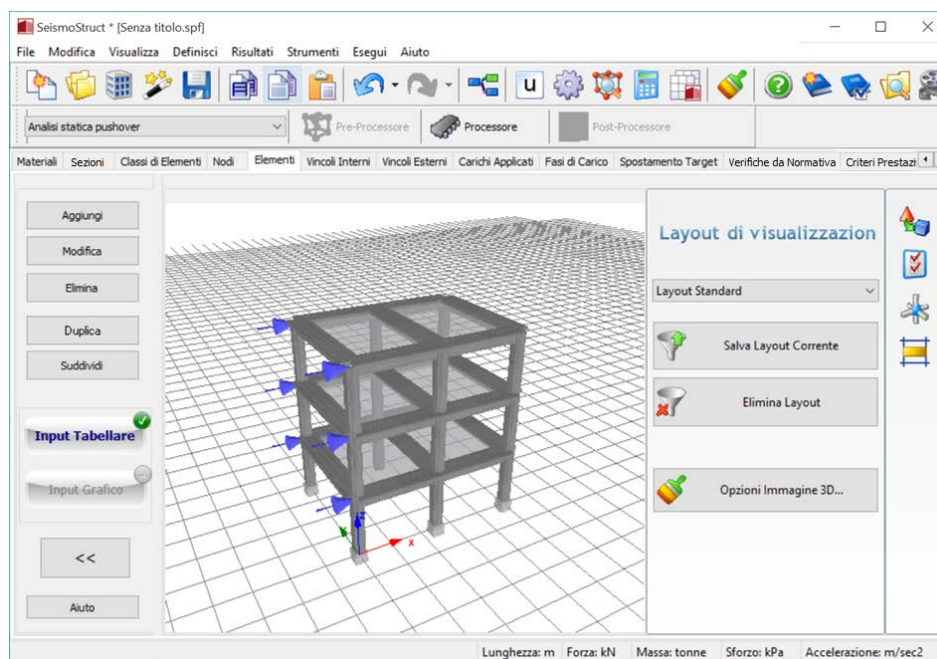 SeismoStruct * [Senza titolo.spf]
File Modifica Visualizza Definisci Risultati Strumenti Esegui Aiuto
u
Analisi statica pushover Pre-Processore Processore Post-Processore
Materiali Sezioni Classi di Elementi Nodi Elementi Vincoli Interni Vincoli Esterni Carichi Applicati Fasi di Carico Spostamento Target Verifiche da Normativa Criteri Prestazi
Aggiungi
Modifica
Elimina
Duplica
Suddividi
Input Tabellare
Input Grafico
<<
Aiuto
z
x
Layout di visualizzazion
Layout Standard
Salva Layout Corrente
Elimina Layout
Opzioni Immagine 3D...
Lunghezza: m Forza: kN Massa: tonne Sforzo: kPa Accelerazione: m/sec2